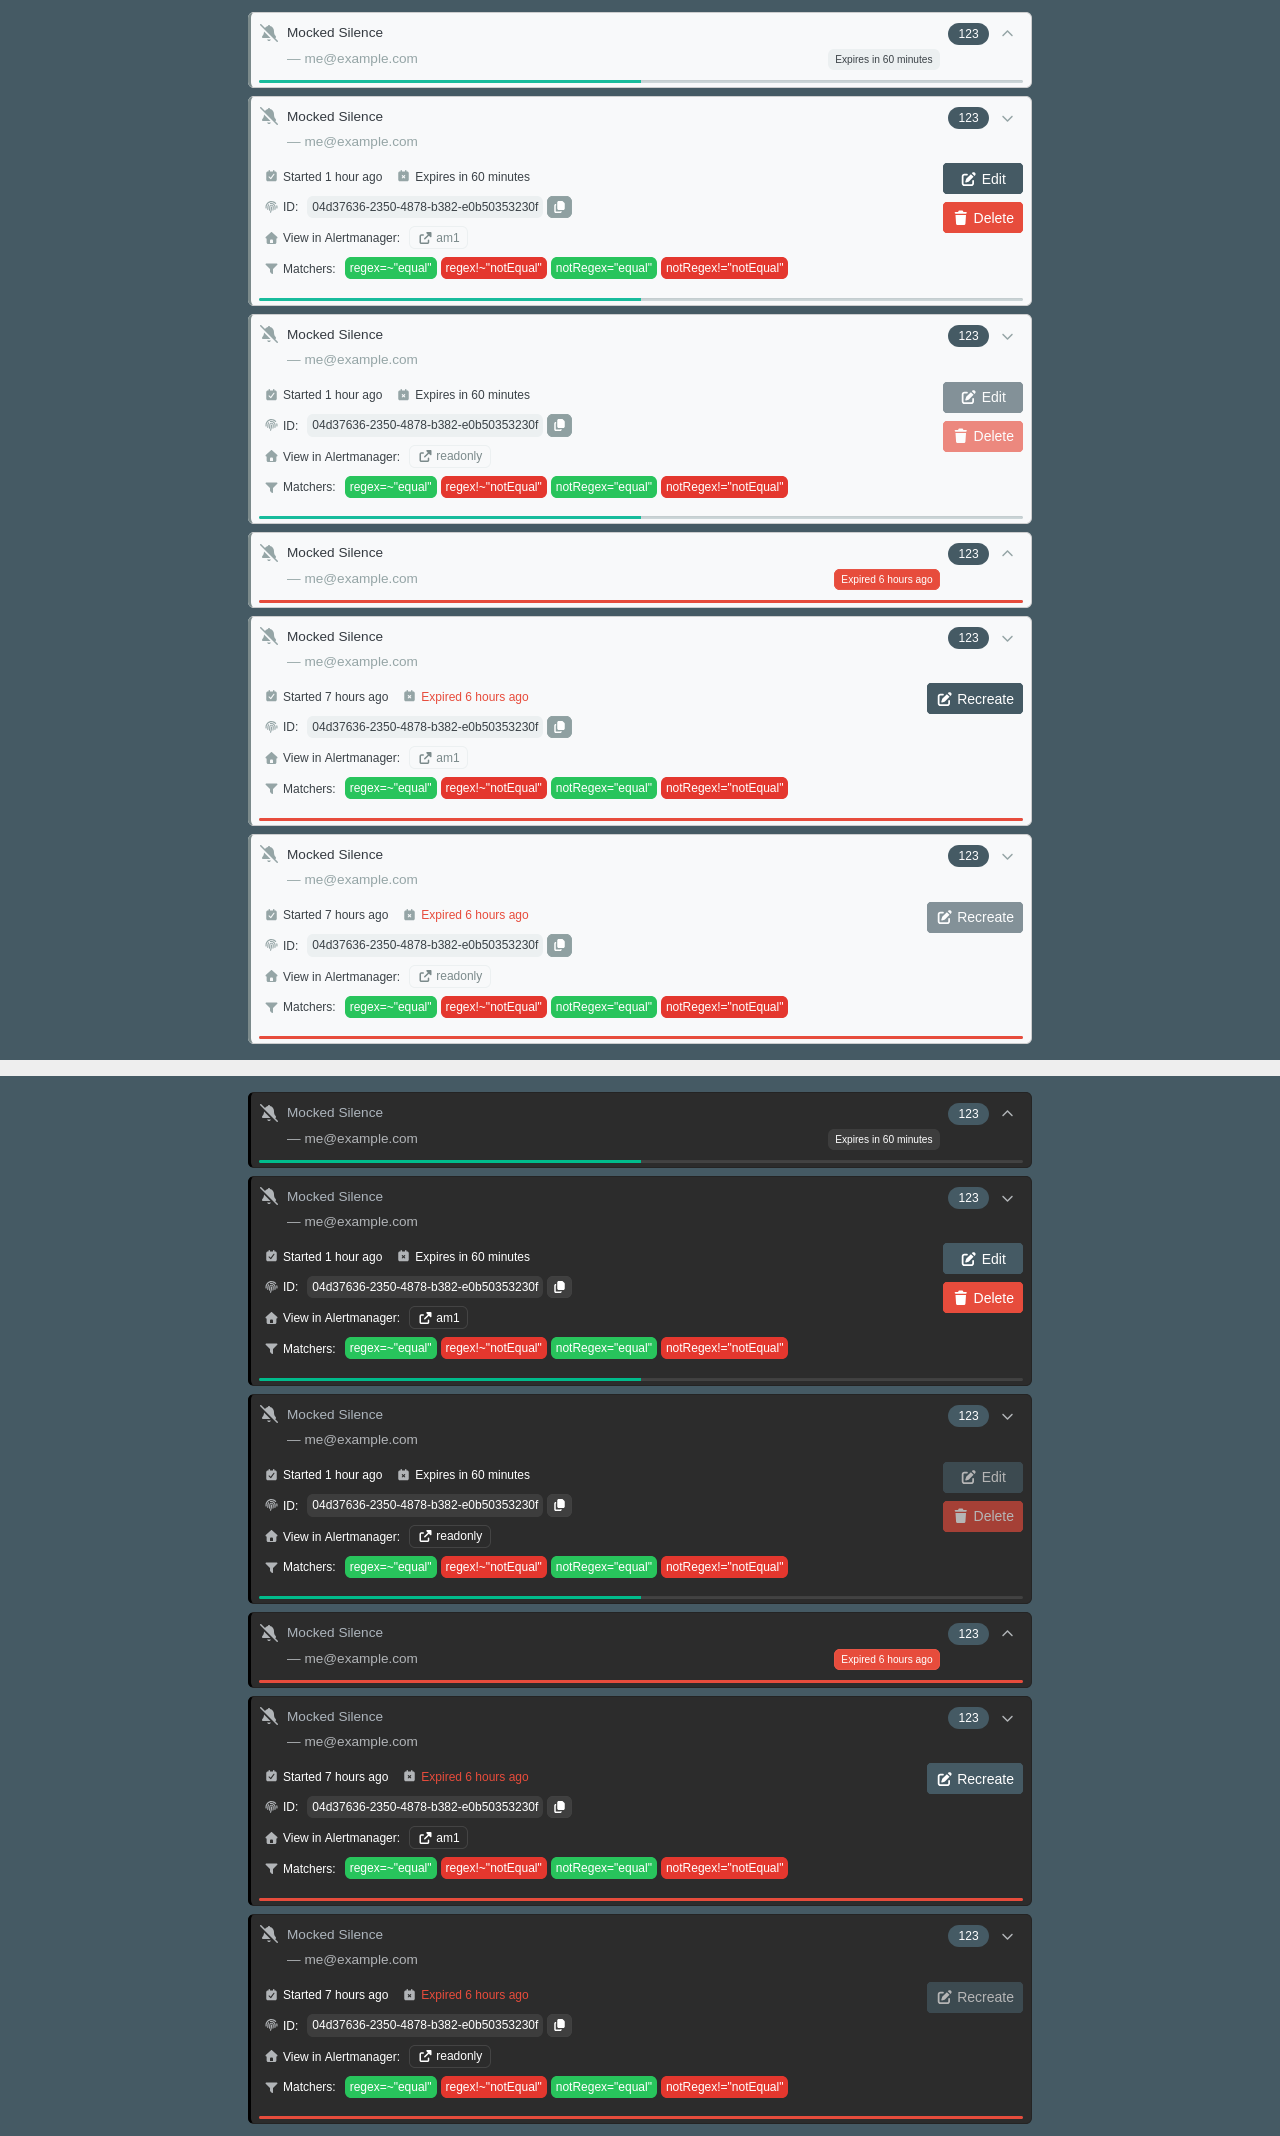 Mocked Silence 123
— me@example.com Expires in 60 minutes
Mocked Silence 123
— me@example.com
Started 1 hour ago Expires in 60 minutes Edit
ID: 04d37636-2350-4878-b382-e0b50353230f Delete
View in Alertmanager: am1
Matchers: regex=~"equal" regex!~"notEqual" notRegex="equal" notRegex!="notEqual"
Mocked Silence 123
— me@example.com
Started 1 hour ago Expires in 60 minutes Edit
ID: 04d37636-2350-4878-b382-e0b50353230f Delete
View in Alertmanager: readonly
Matchers: regex=~"equal" regex!~"notEqual" notRegex="equal" notRegex!="notEqual"
Mocked Silence 123
— me@example.com Expired 6 hours ago
Mocked Silence 123
— me@example.com
Started 7 hours ago Expired 6 hours ago Recreate
ID: 04d37636-2350-4878-b382-e0b50353230f
View in Alertmanager: am1
Matchers: regex=~"equal" regex!~"notEqual" notRegex="equal" notRegex!="notEqual"
Mocked Silence 123
— me@example.com
Started 7 hours ago Expired 6 hours ago Recreate
ID: 04d37636-2350-4878-b382-e0b50353230f
View in Alertmanager: readonly
Matchers: regex=~"equal" regex!~"notEqual" notRegex="equal" notRegex!="notEqual"
Mocked Silence 123
— me@example.com Expires in 60 minutes
Mocked Silence 123
— me@example.com
Started 1 hour ago Expires in 60 minutes Edit
ID: 04d37636-2350-4878-b382-e0b50353230f Delete
View in Alertmanager: am1
Matchers: regex=~"equal" regex!~"notEqual" notRegex="equal" notRegex!="notEqual"
Mocked Silence 123
— me@example.com
Started 1 hour ago Expires in 60 minutes Edit
ID: 04d37636-2350-4878-b382-e0b50353230f Delete
View in Alertmanager: readonly
Matchers: regex=~"equal" regex!~"notEqual" notRegex="equal" notRegex!="notEqual"
Mocked Silence 123
— me@example.com Expired 6 hours ago
Mocked Silence 123
— me@example.com
Started 7 hours ago Expired 6 hours ago Recreate
ID: 04d37636-2350-4878-b382-e0b50353230f
View in Alertmanager: am1
Matchers: regex=~"equal" regex!~"notEqual" notRegex="equal" notRegex!="notEqual"
Mocked Silence 123
— me@example.com
Started 7 hours ago Expired 6 hours ago Recreate
ID: 04d37636-2350-4878-b382-e0b50353230f
View in Alertmanager: readonly
Matchers: regex=~"equal" regex!~"notEqual" notRegex="equal" notRegex!="notEqual"